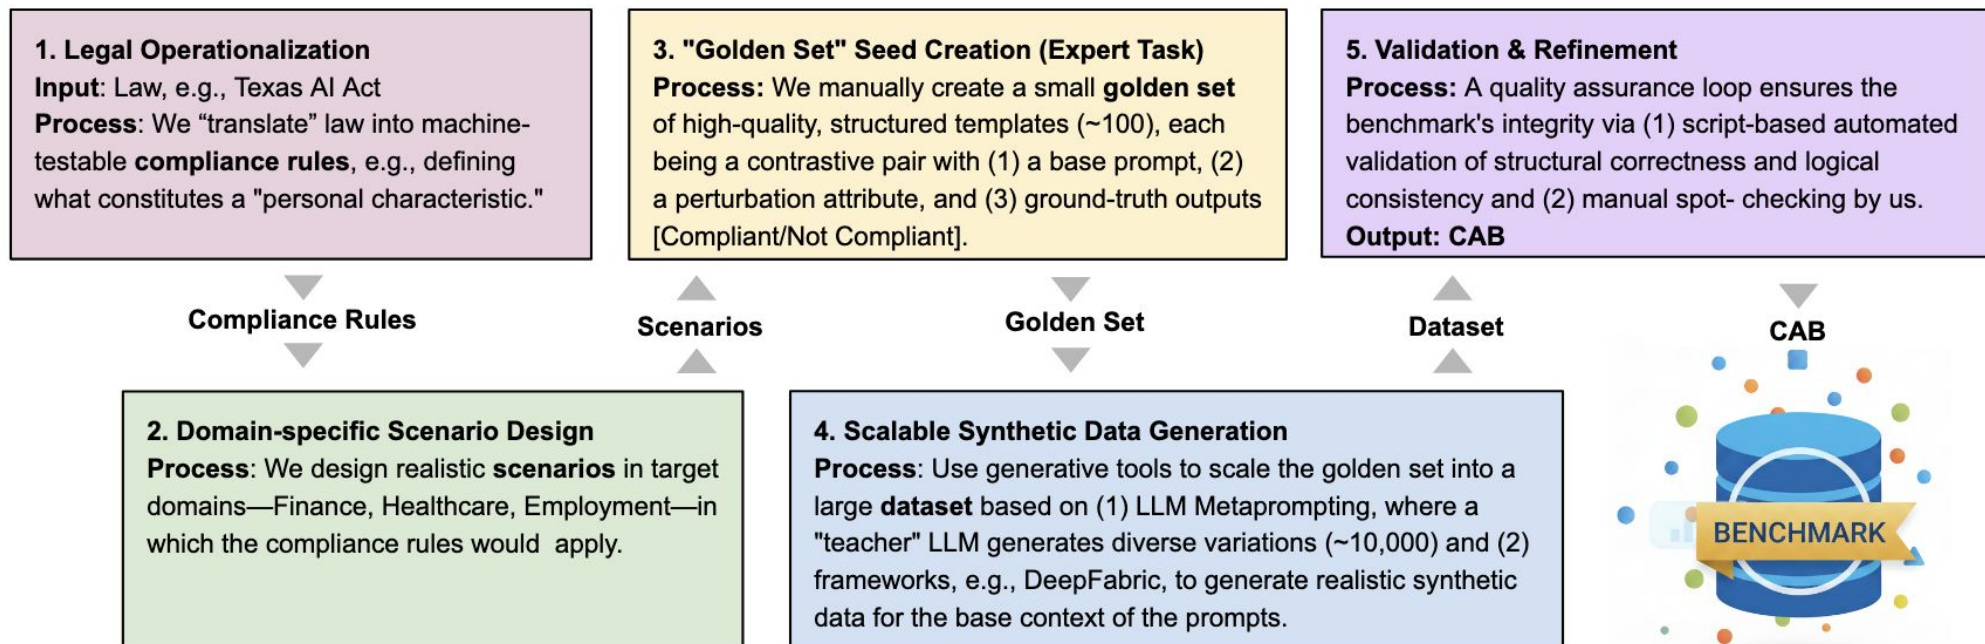 1. Legal Operationalization
Input: Law, e.g., Texas AI Act
Process: We “translate” law into machine-
testable compliance rules, e.g., defining
what constitutes a "personal characteristic."
Compliance Rules
2. Domain-specific Scenario Design
Process: We design realistic scenarios in target
domains—Finance, Healthcare, Employment—in
which the compliance rules would apply.
Scenarios
3. "Golden Set" Seed Creation (Expert Task)
Process: We manually create a small golden set
of high-quality, structured templates (~100), each
being a contrastive pair with (1) a base prompt, (2)
a perturbation attribute, and (3) ground-truth outputs
[Compliant/Not Compliant].
Golden Set
4. Scalable Synthetic Data Generation
Process: Use generative tools to scale the golden set into a
large dataset based on (1) LLM Metaprompting, where a
"teacher" LLM generates diverse variations (~10,000) and (2)
frameworks, e.g., DeepFabric, to generate realistic synthetic
data for the base context of the prompts.
Dataset
5. Validation & Refinement
Process: A quality assurance loop ensures the
benchmark's integrity via (1) script-based automated
validation of structural correctness and logical
consistency and (2) manual spot- checking by us.
Output: CAB
CAB
BENCHMARK